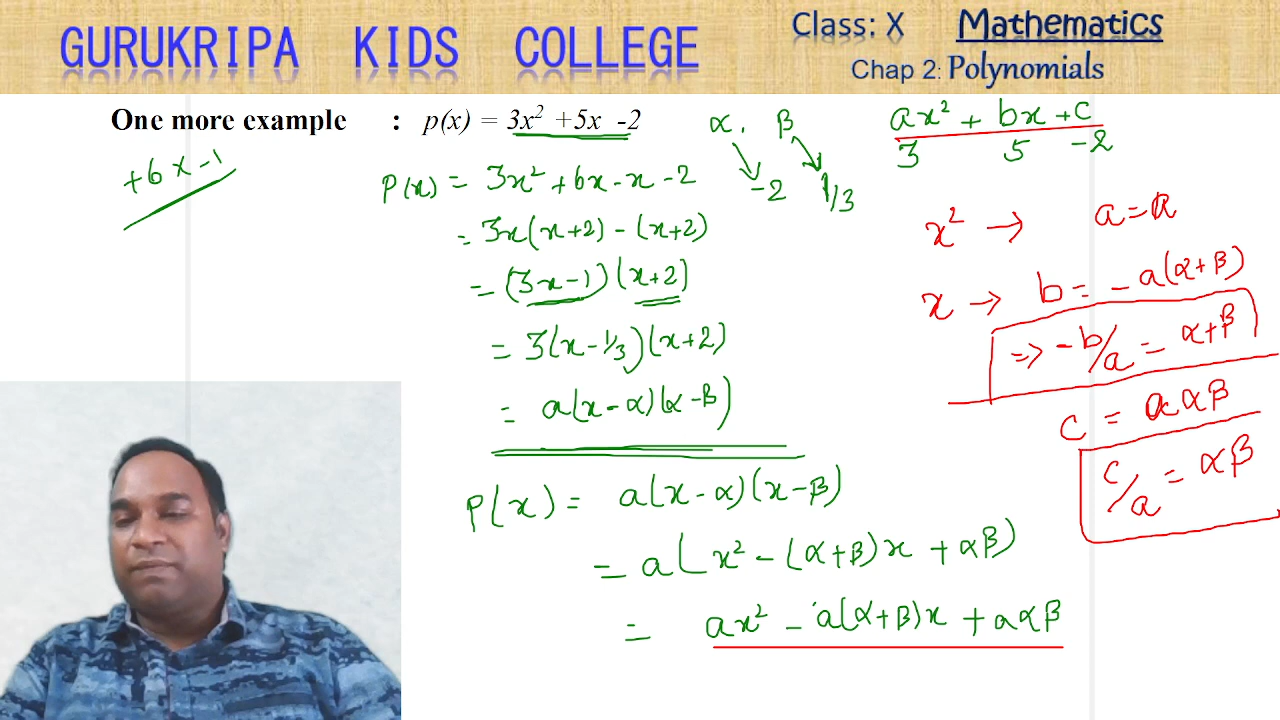 GURUKRIPA KIDS COLLEGE
Class: X Mathematics
Chap 2: Polynomials
One more example : p(x) = 3x² +5x -2
α, β
ax² + bx + c
3 5 -2
-2 1/3
+6x-1
P(x) = 3x² + 6x - x - 2
= 3x(x+2) - (x+2)
= (3x-1)(x+2)
= 3(x-1/3)(x+2)
= a(x-α)(α-β)
P(x) = a(x-α)(x-β)
= a(x² - (α+β)x + αβ)
= ax² - a(α+β)x + aαβ
x² → a=a
x → b = -a(α+β)
=> -b/a = α+β
c = aαβ
c/a = αβ